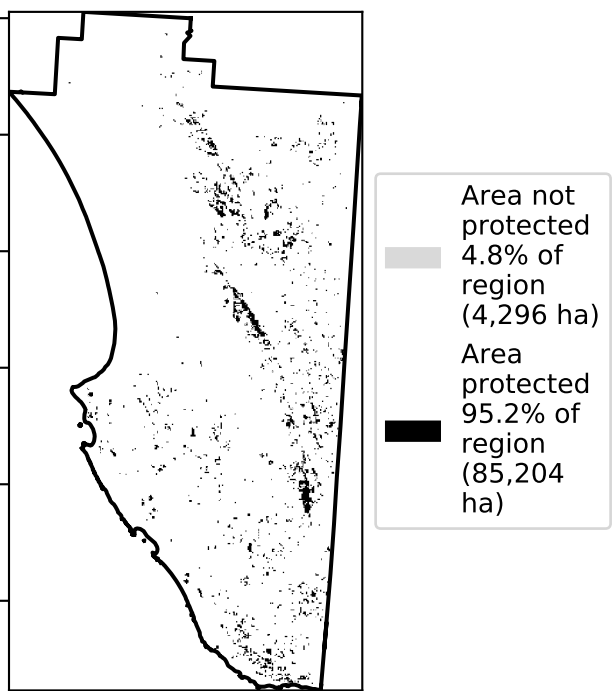 Area not
protected
4.8% of
region
(4,296 ha)
Area
protected
95.2% of
region
(85,204
ha)